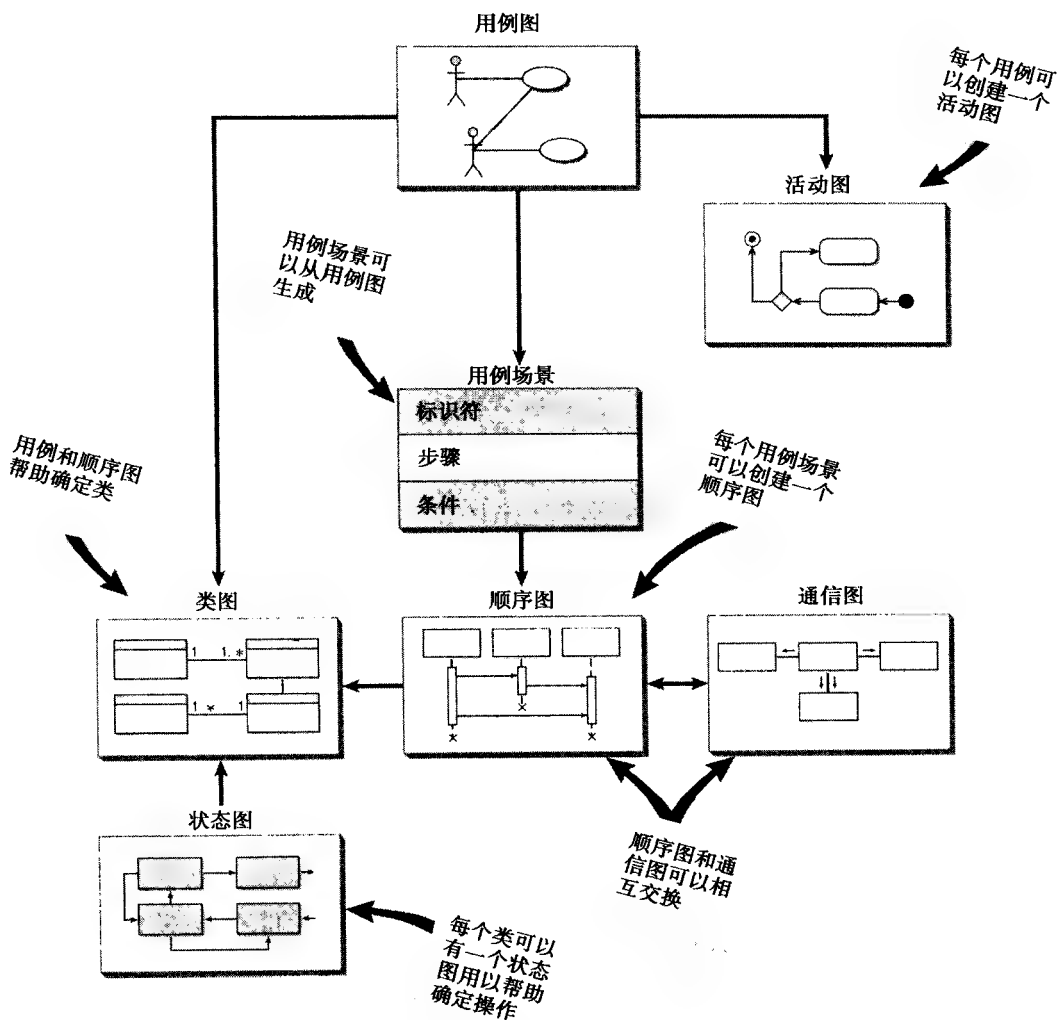 用例图
每个用例可
以创建一个
活动图
活动图
用例场景可
以从用例图
生成
用例场景
标识符
步骤
条件
用例和顺序图
帮助确定类
每个用例场景
可以创建一个
顺序图
类图
1 1..*
1..* 1
顺序图
通信图
状态图
顺序图和通
信图可以相
互交换
每个类可以
有一个状态
图用以帮助
确定操作